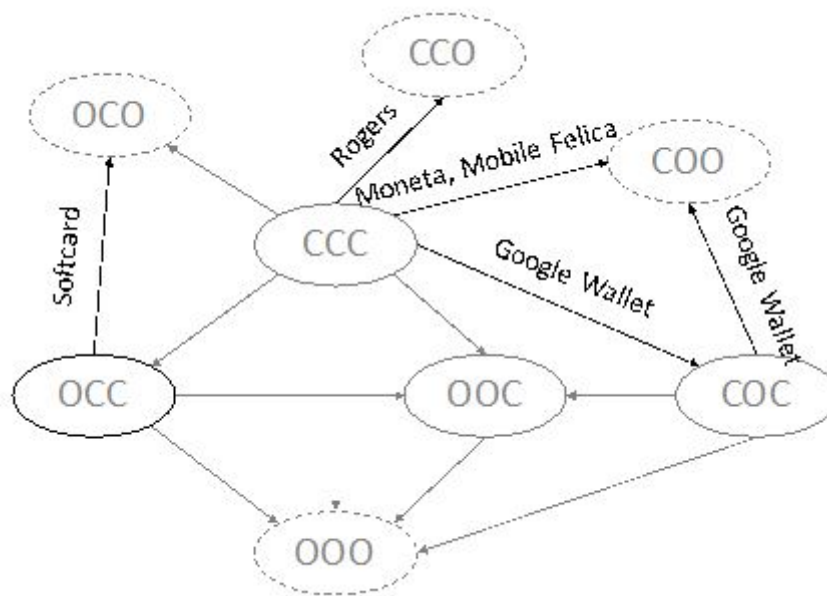 CCO
OCO
Rogers
Moneta, Mobile Felica
COO
CCC
Softcard
Google Wallet
Google Wallet
OCC
OOC
COC
OOO